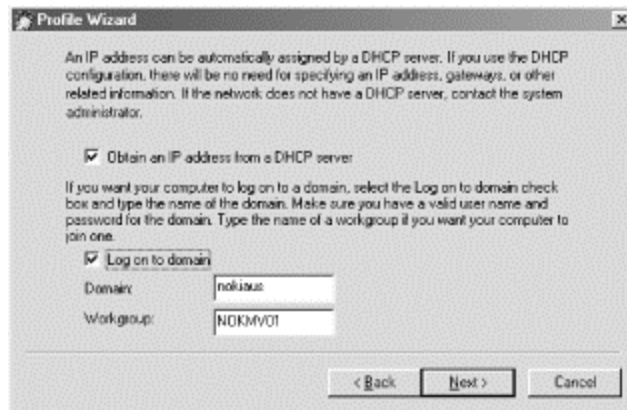 Profile Wizard
An IP address can be automatically assigned by a DHCP server. If you use the DHCP
configuration, there will be no need for specifying an IP address, gateways, or other
related information. If the network does not have a DHCP server, contact the system
administrator.
Obtain an IP address from a DHCP server
If you want your computer to log on to a domain, select the Log on to domain check
box and type the name of the domain. Make sure you have a valid user name and
password for the domain. Type the name of a workgroup if you want your computer to
join one.
Log on to domain
Domain: nokiaus
Workgroup: NOKMV01
< Back Next > Cancel